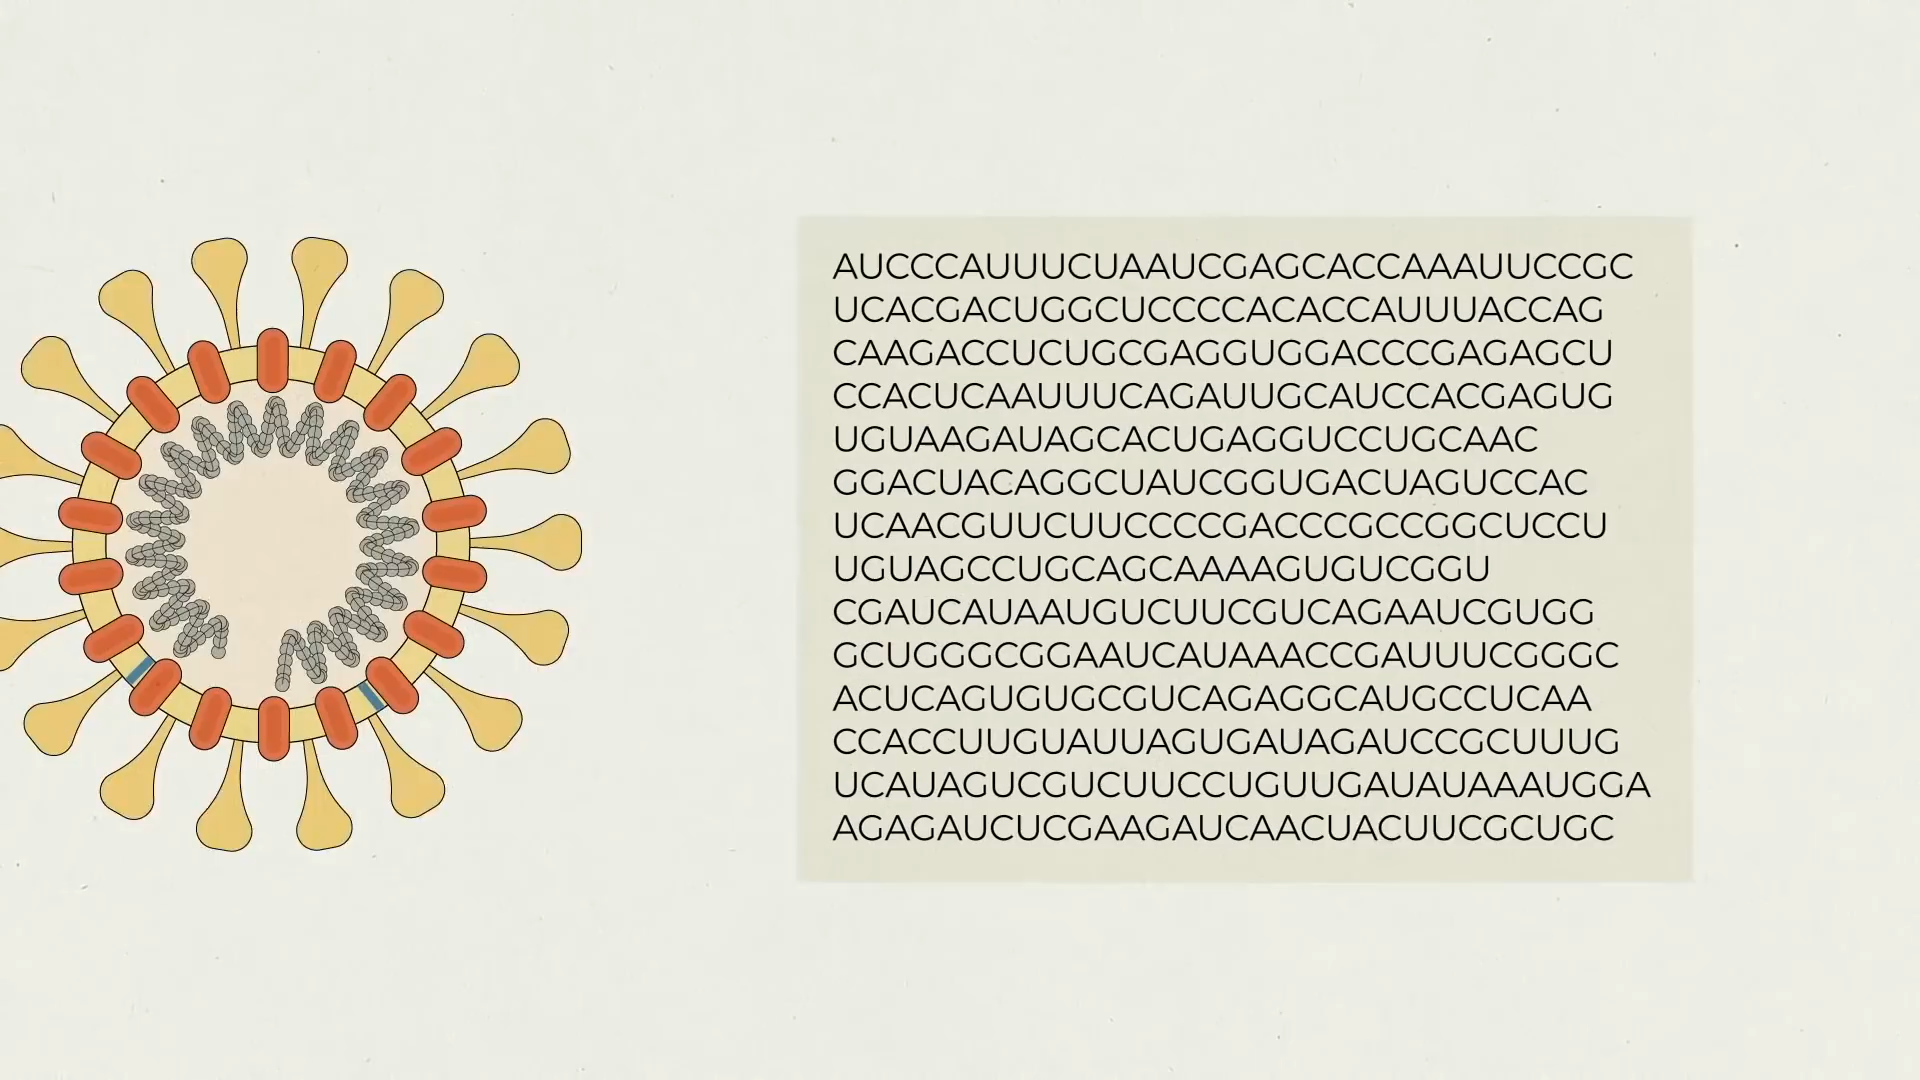 AUCCCAUUUCUAAUCGAGCACCAAAUUCCGC
UCACGACUGGCUCCCCACACCAUUUACCAG
CAAGACCUCUGCGAGGUGGACCCGAGAGCU
CCACUCAAUUUCAGAUUGCAUCCACGAGUG
UGUAAGAUAGCACUGAGGUCCUGCAAC
GGACUACAGGCUAUCGGUGACUAGUCCAC
UCAACGUUCUUCCCCGACCCGCCGGCUCCU
UGUAGCCUGCAGCAAAAGUGUCGGU
CGAUCAUAAUGUCUUCGUCAGAAUCGUGG
GCUGGGCGGAAUCAUAAACCGAUUUCGGGC
ACUCAGUGUGCGUCAGAGGCAUGCCUCAA
CCACCUUGUAUUAGUGAUAGAUCCGCUUUG
UCAUAGUCGUCUUCCUGUUGAUAUAAAUGGA
AGAGAUCUCGAAGAUCAACUACUUCGCUGC